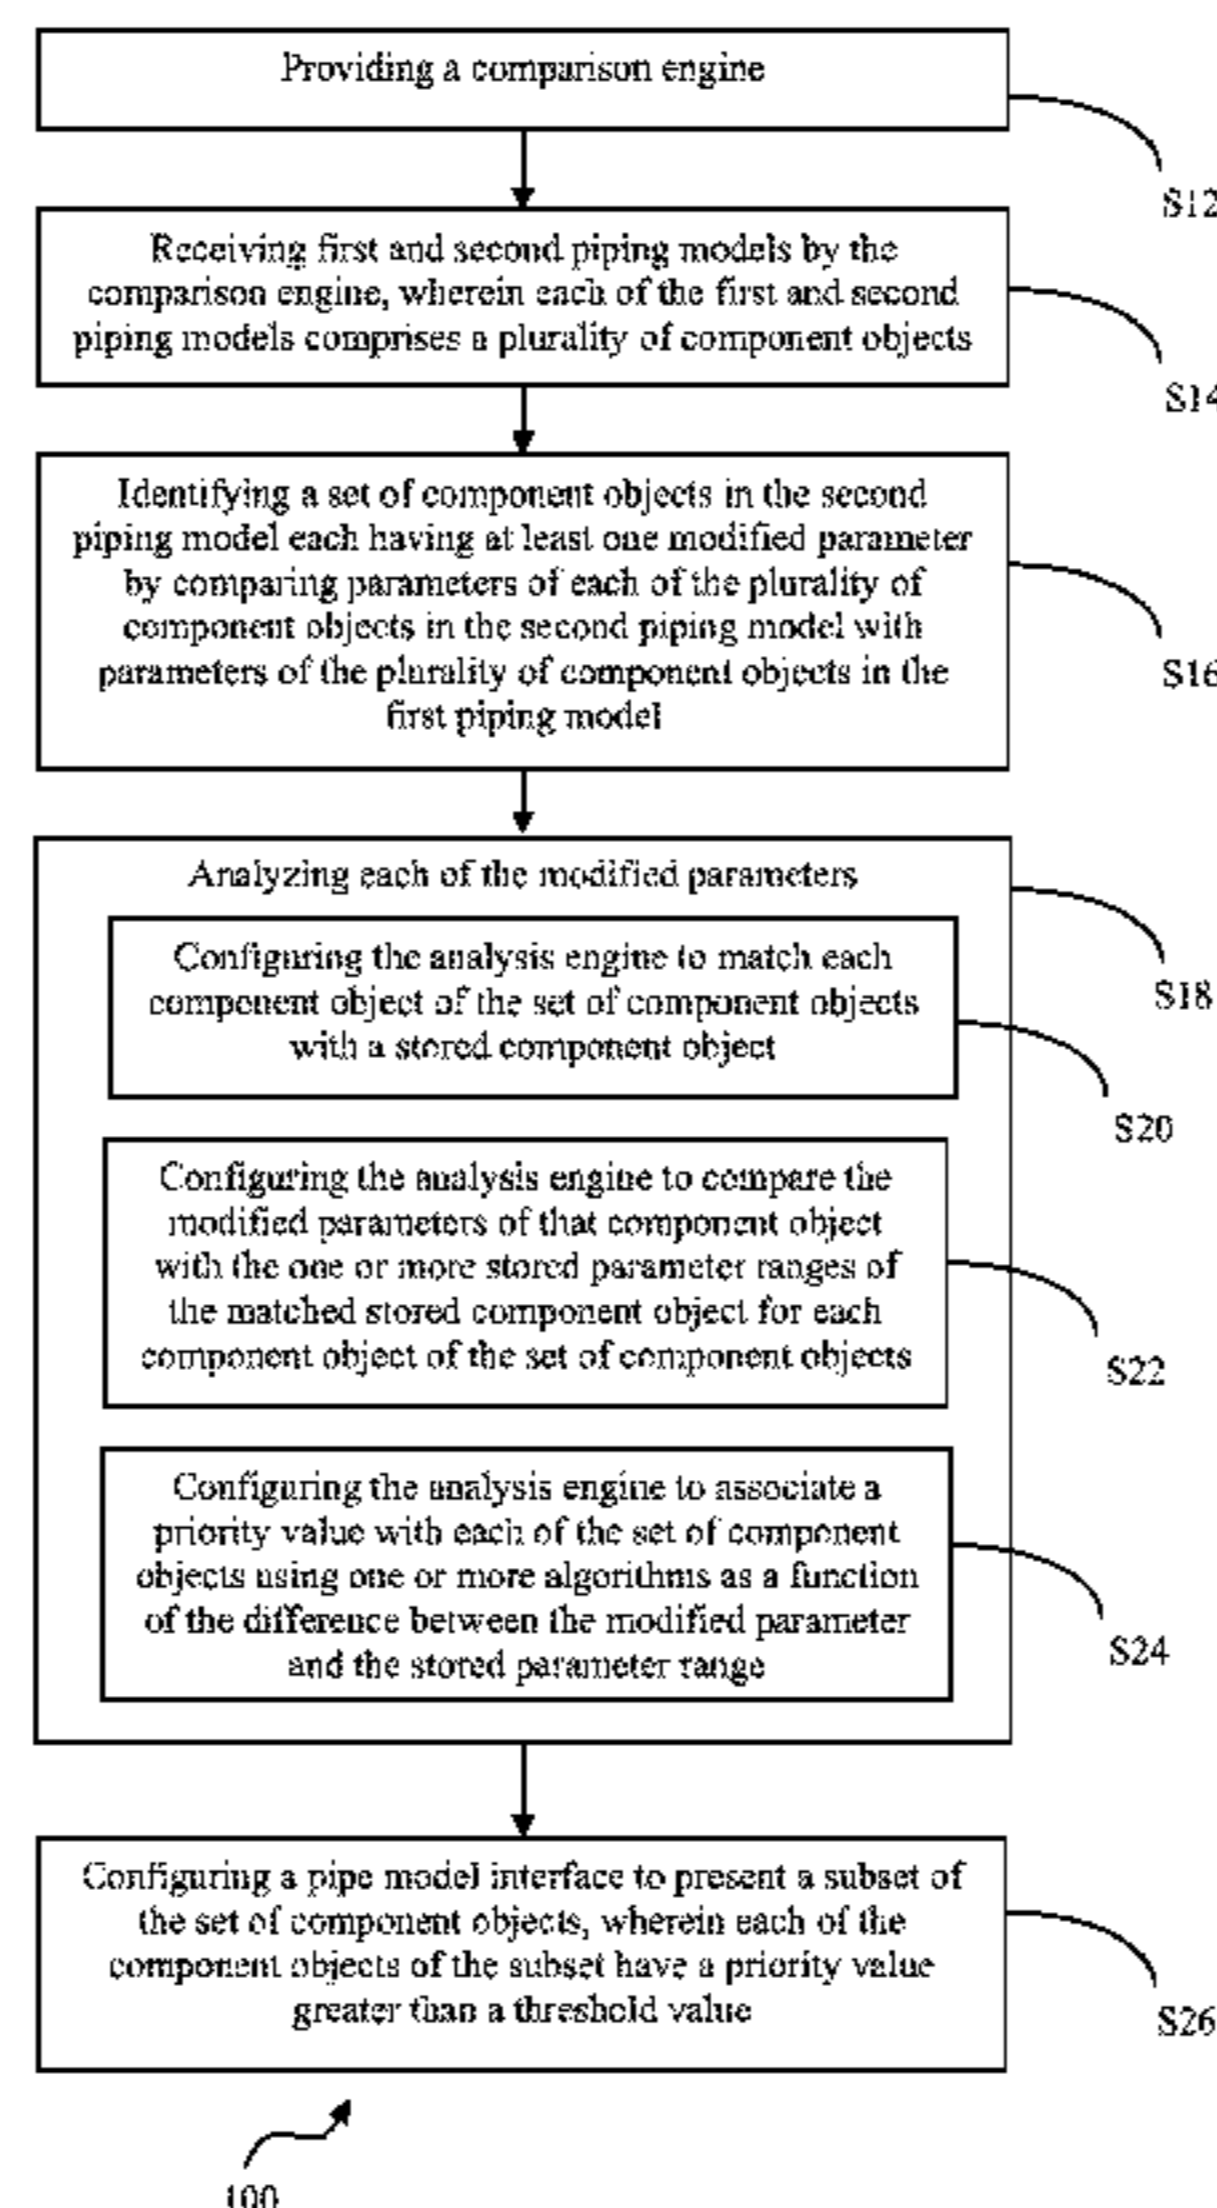 Providing a comparison engine
S12
Receiving first and second piping models by the
comparison engine, wherein each of the first and second
piping models comprises a plurality of component objects
S14
Identifying a set of component objects in the second
piping model each having at least one modified parameter
by comparing parameters of each of the plurality of
component objects in the second piping model with
parameters of the plurality of component objects in the
first piping model
S16
Analyzing each of the modified parameters
S18
Configuring the analysis engine to match each
component object of the set of component objects
with a stored component object
S20
Configuring the analysis engine to compare the
modified parameters of that component object
with the one or more stored parameter ranges of
the matched stored component object for each
component object of the set of component objects
S22
Configuring the analysis engine to associate a
priority value with each of the set of component
objects using one or more algorithms as a function
of the difference between the modified parameter
and the stored parameter range
S24
Configuring a pipe model interface to present a subset of
the set of component objects, wherein each of the
component objects of the subset have a priority value
greater than a threshold value
S26
100